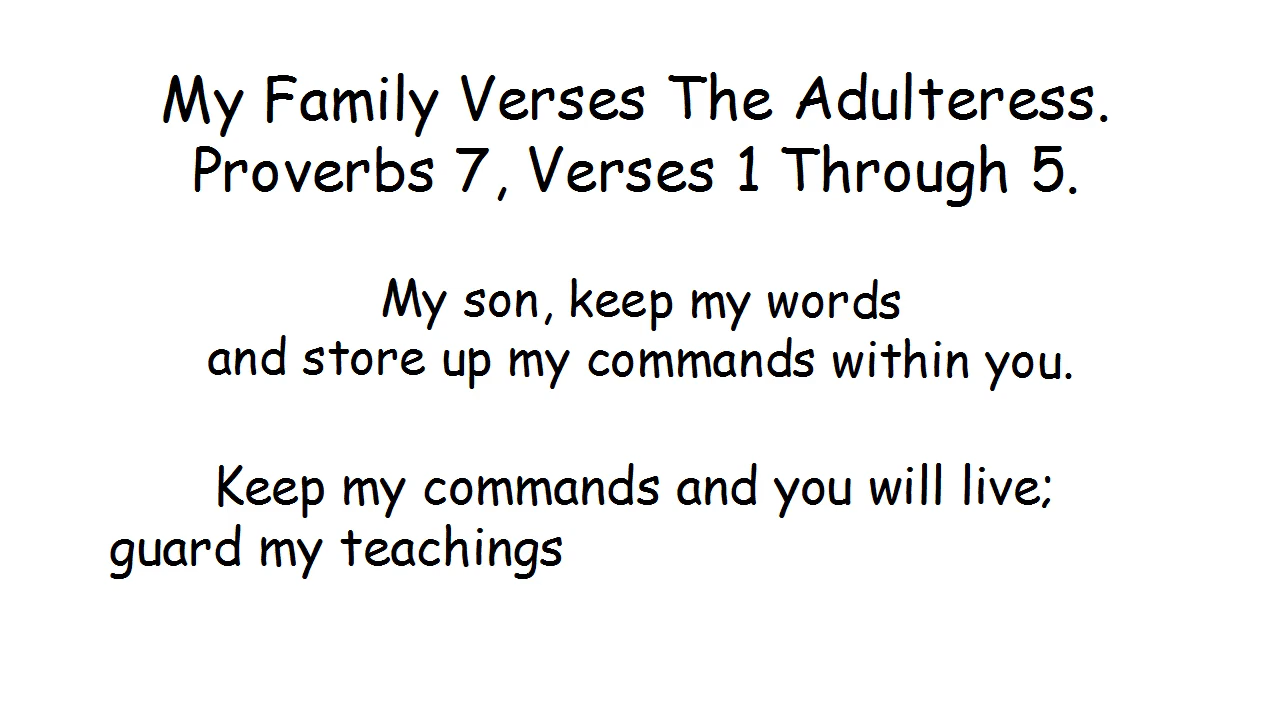 My Family Verses The Adulteress.
Proverbs 7, Verses 1 Through 5.
My son, keep my words
and store up my commands within you.
Keep my commands and you will live;
guard my teachings